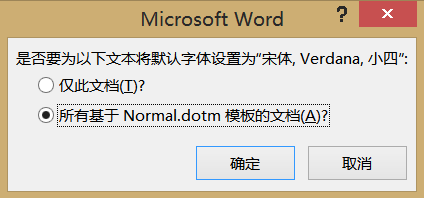 Microsoft Word
?
是否要为以下文本将默认字体设置为“宋体, Verdana, 小四”:
仅此文档(T)?
所有基于 Normal.dotm 模板的文档(A)?
确定
取消